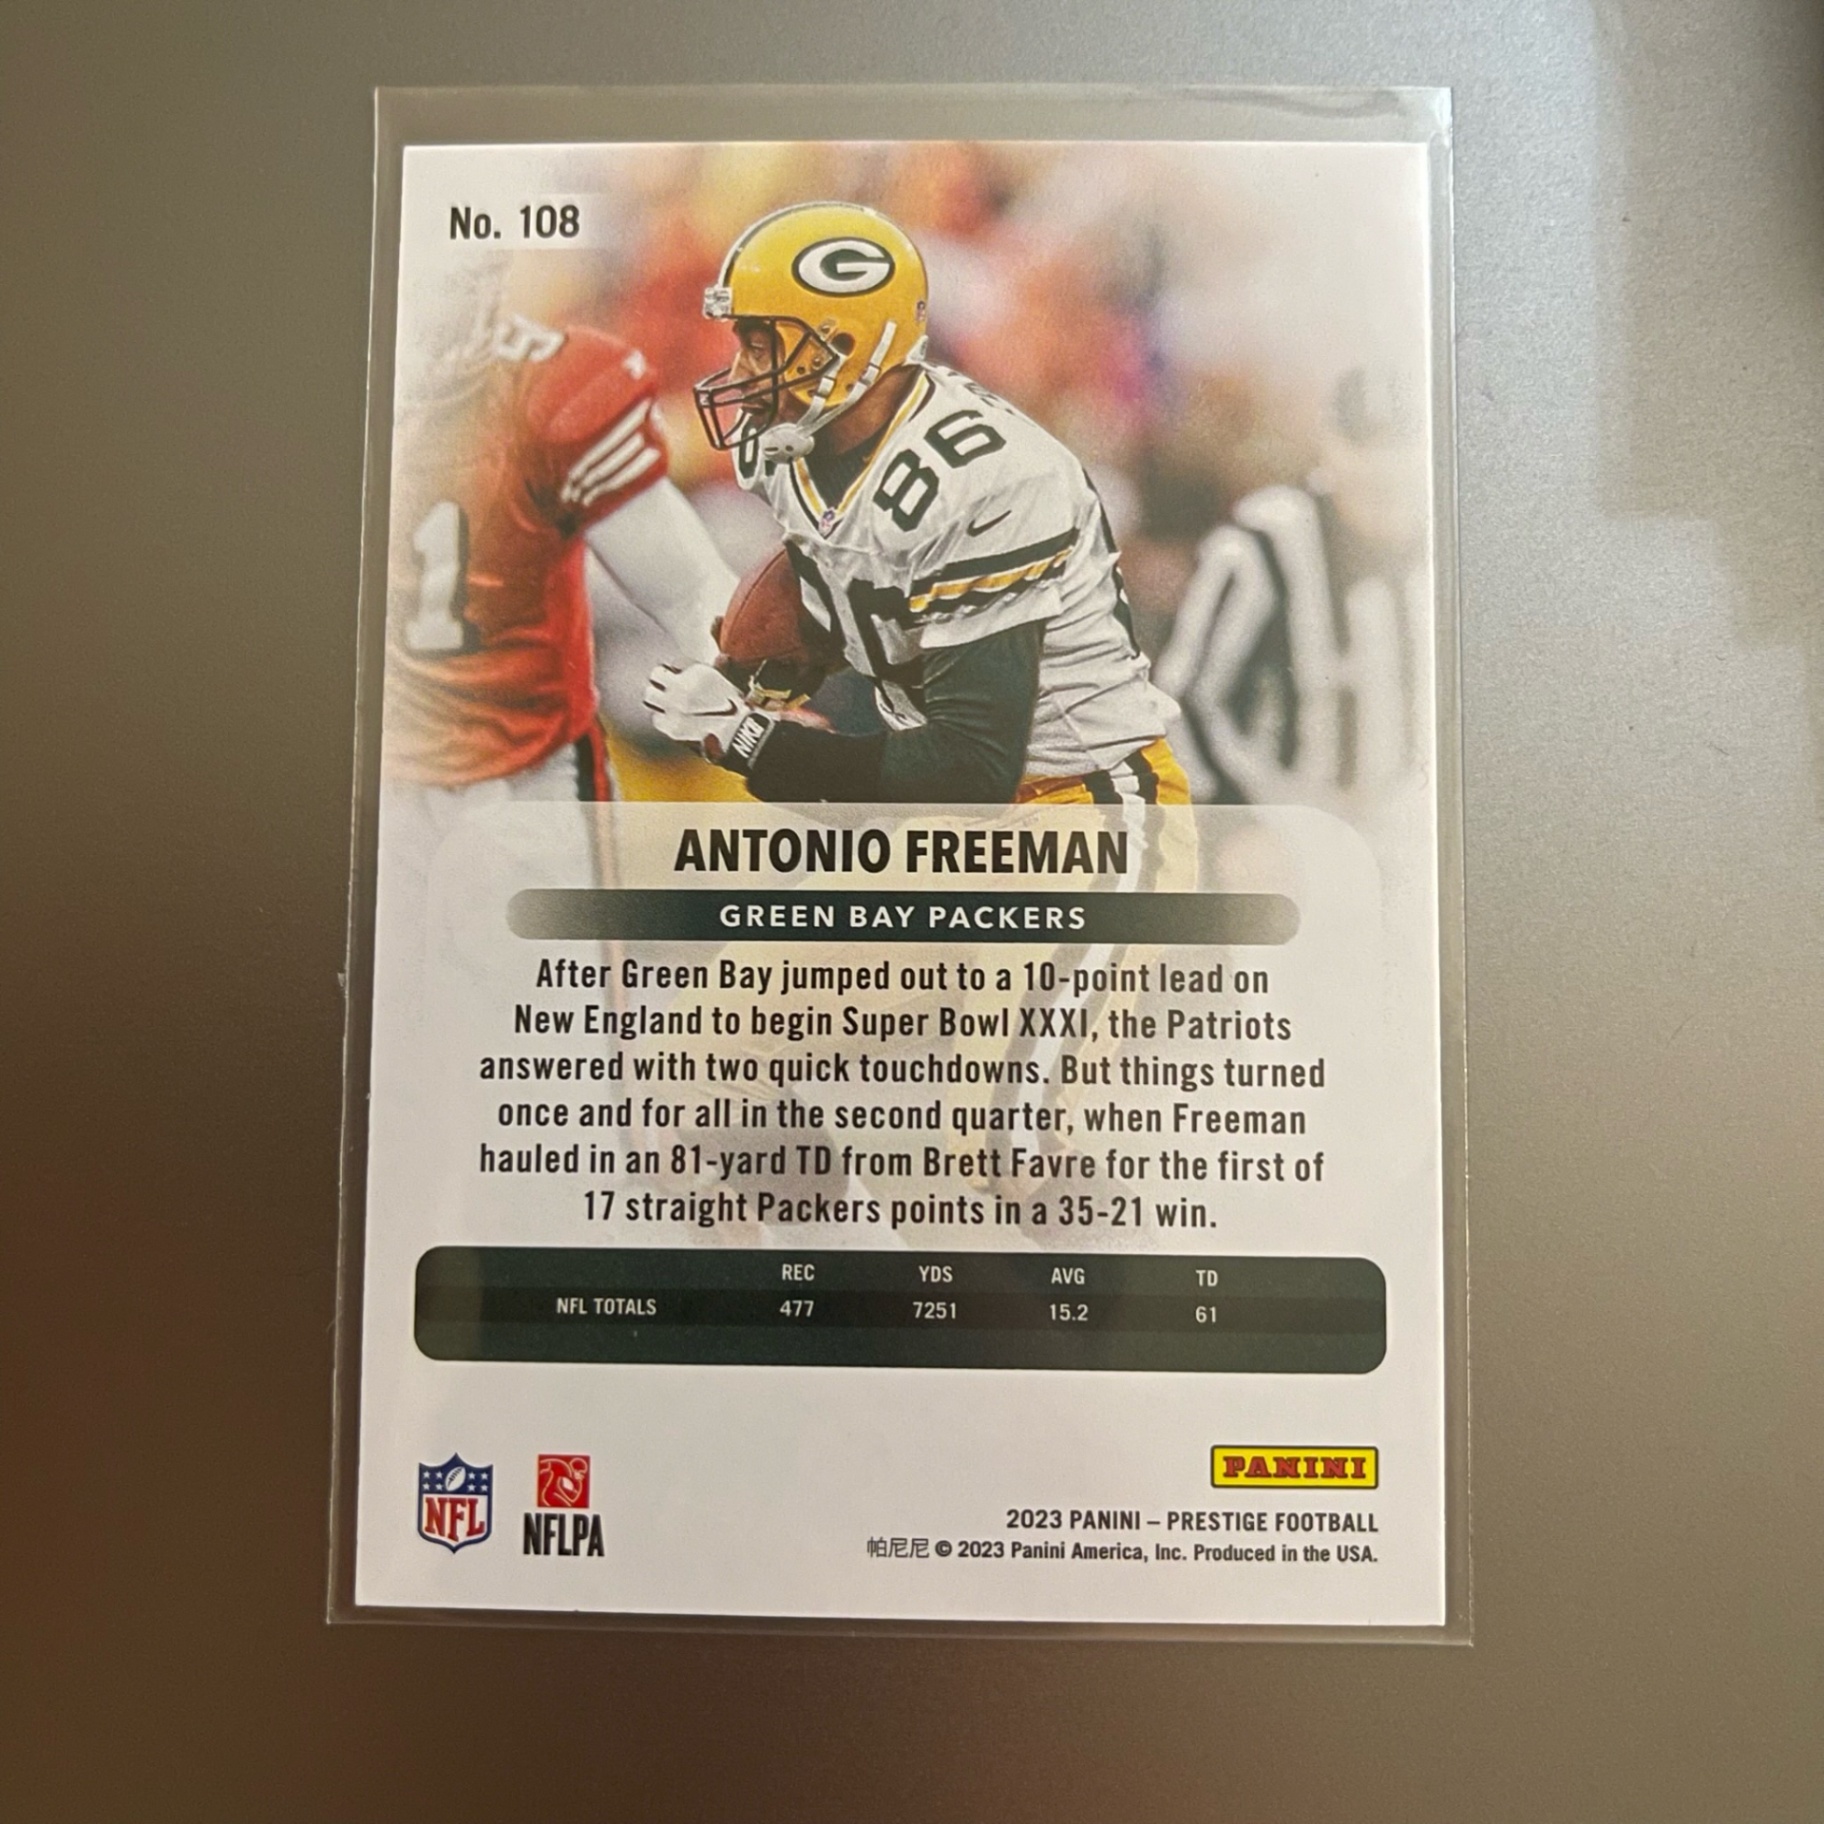 No. 108
G
86
1
NIKE
ANTONIO FREEMAN
GREEN BAY PACKERS
After Green Bay jumped out to a 10-point lead on
New England to begin Super Bowl XXXI, the Patriots
answered with two quick touchdowns. But things turned
once and for all in the second quarter, when Freeman
hauled in an 81-yard TD from Brett Favre for the first of
17 straight Packers points in a 35-21 win.
REC YDS AVG TD
NFL TOTALS 477 7251 15.2 61
NFL
NFLPA
PANINI
2023 PANINI – PRESTIGE FOOTBALL
帕尼尼 © 2023 Panini America, Inc. Produced in the USA.